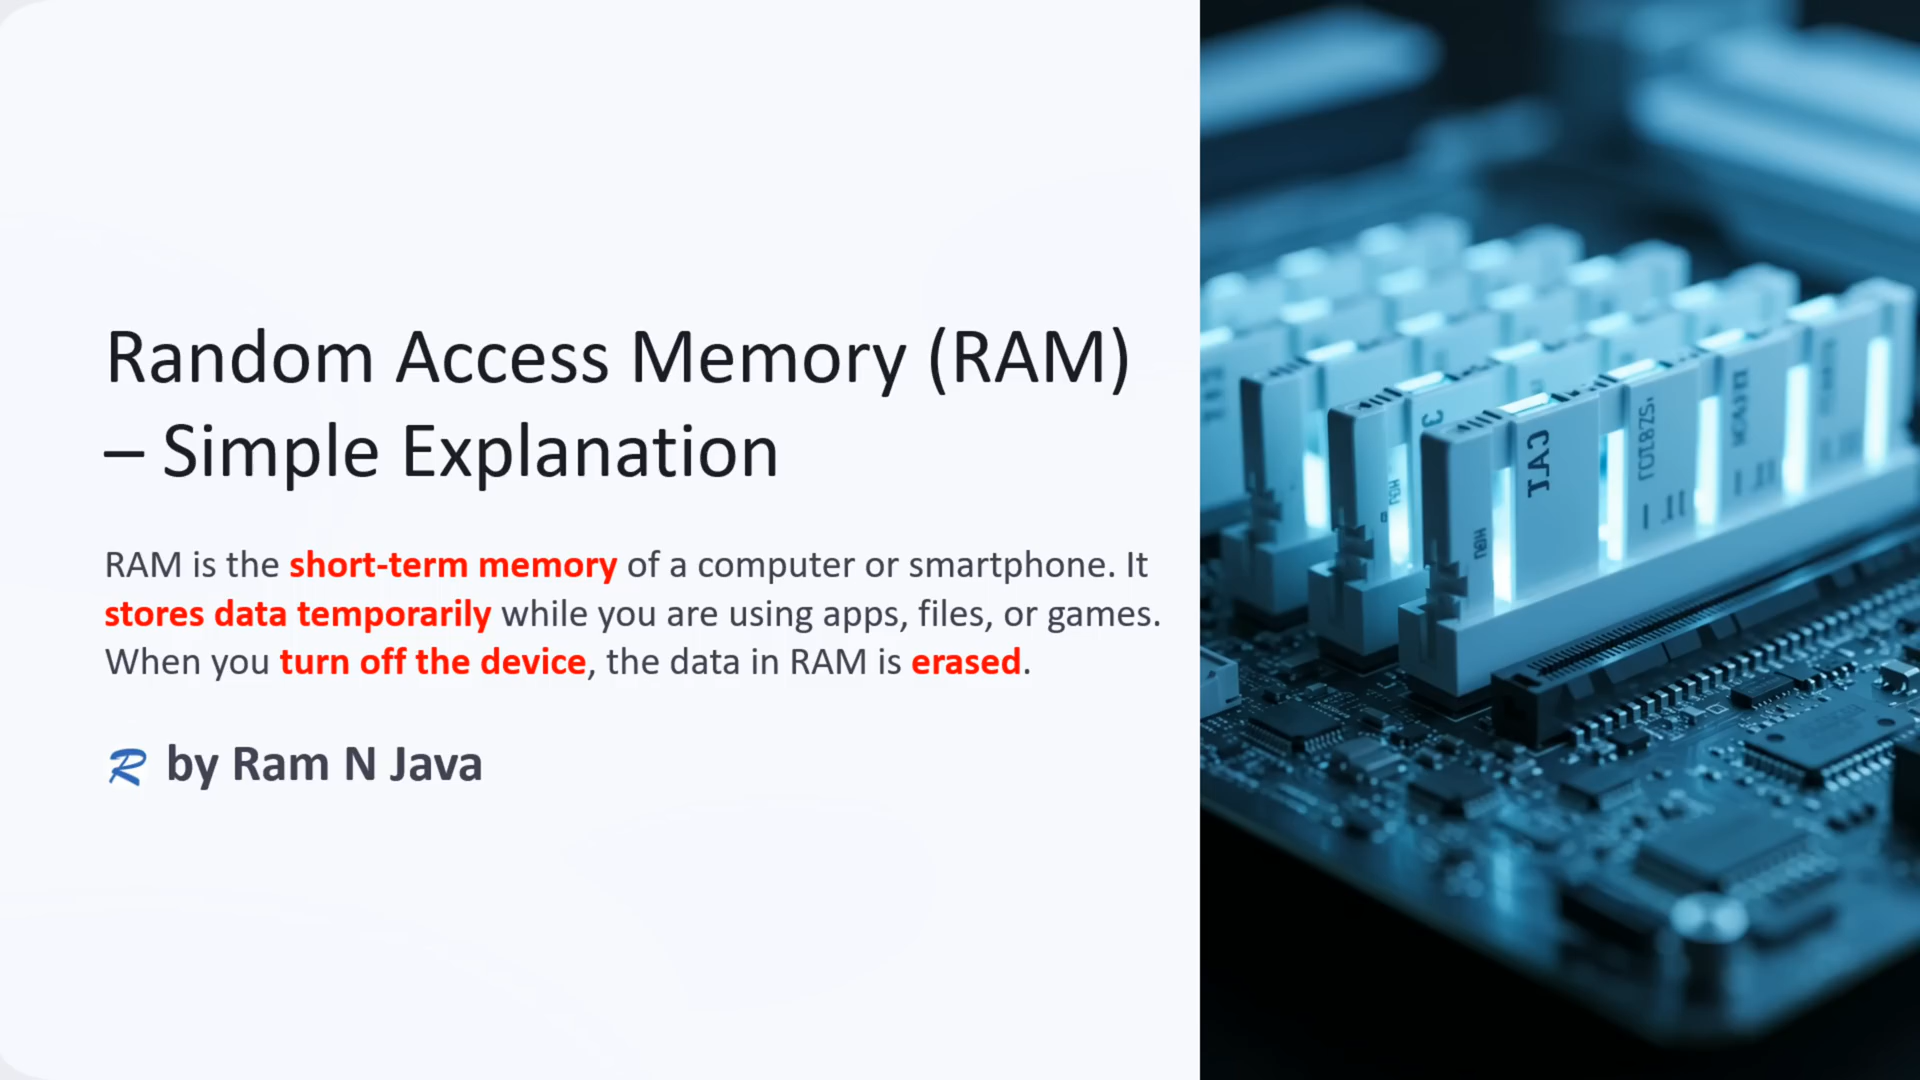 Random Access Memory (RAM)
– Simple Explanation
RAM is the short-term memory of a computer or smartphone. It
stores data temporarily while you are using apps, files, or games.
When you turn off the device, the data in RAM is erased.
R by Ram N Java